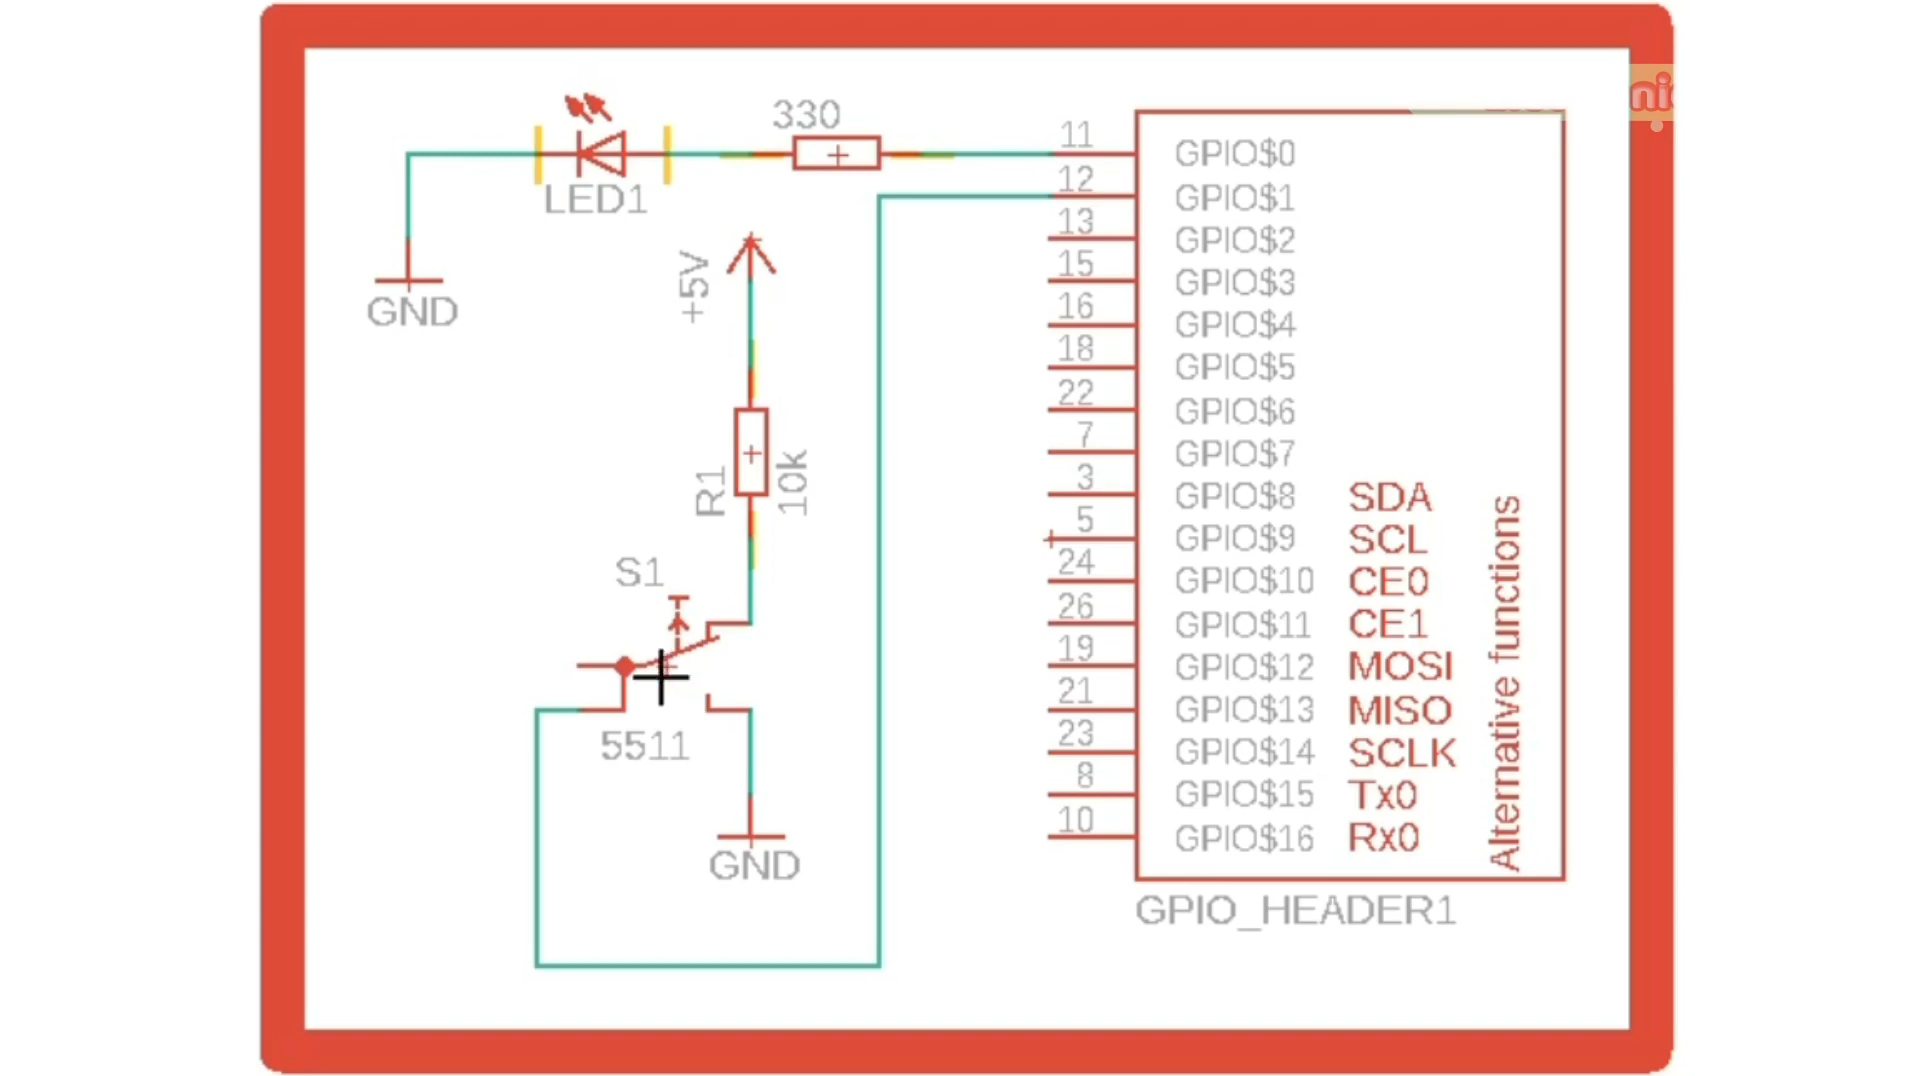 ni
330
LED1
GND
+5V
R1
10k
S1
5511
GND
11 GPIO$0
12 GPIO$1
13 GPIO$2
15 GPIO$3
16 GPIO$4
18 GPIO$5
22 GPIO$6
7 GPIO$7
3 GPIO$8 SDA
5 GPIO$9 SCL
24 GPIO$10 CE0
26 GPIO$11 CE1
19 GPIO$12 MOSI
21 GPIO$13 MISO
23 GPIO$14 SCLK
8 GPIO$15 Tx0
10 GPIO$16 Rx0
Alternative functions
GPIO_HEADER1